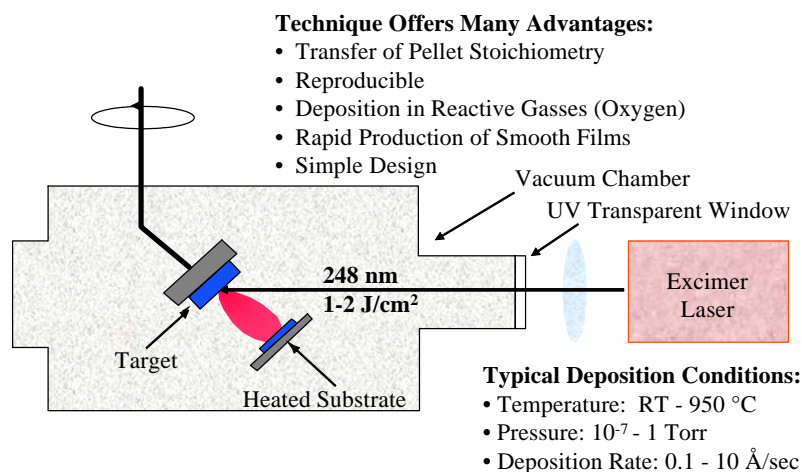 Technique Offers Many Advantages:
• Transfer of Pellet Stoichiometry
• Reproducible
• Deposition in Reactive Gasses (Oxygen)
• Rapid Production of Smooth Films
• Simple Design
Vacuum Chamber
UV Transparent Window
248 nm
1-2 J/cm²
Excimer
Laser
Target
Heated Substrate
Typical Deposition Conditions:
• Temperature: RT - 950 °C
• Pressure: 10⁻⁷ - 1 Torr
• Deposition Rate: 0.1 - 10 Å/sec